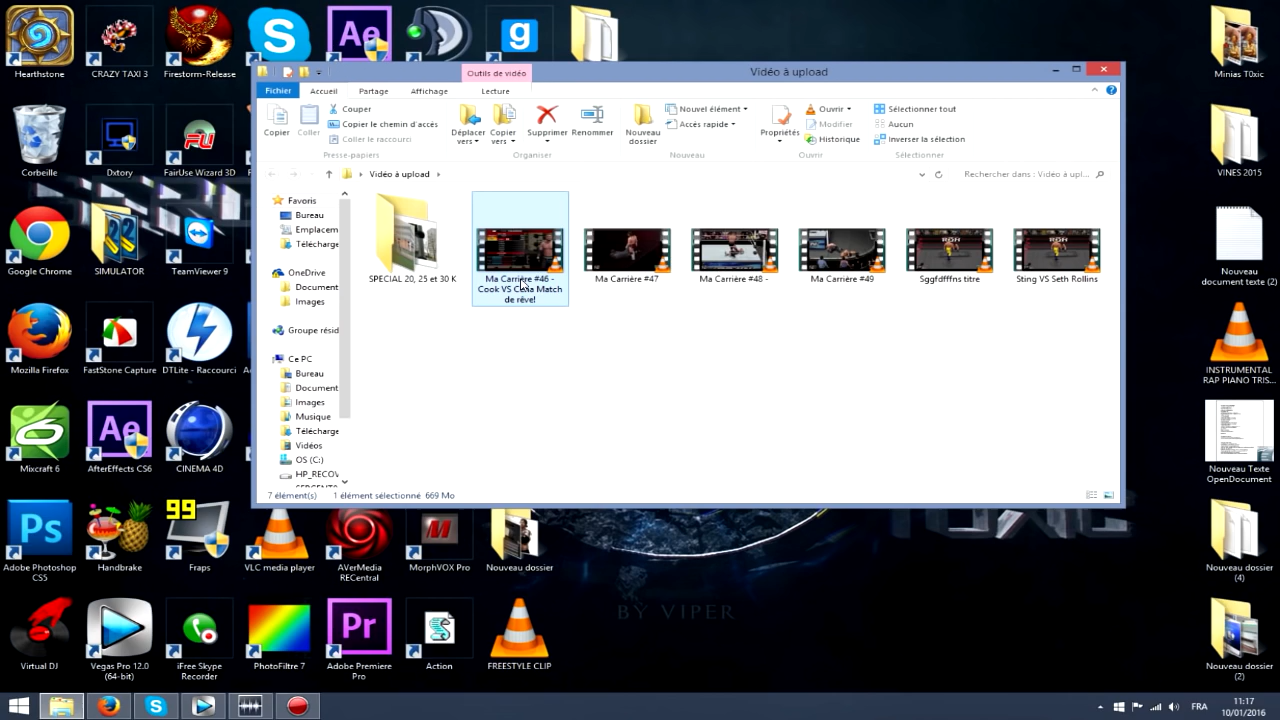 Hearthstone
CRAZY TAXI 3
Firestorm-Release
Minias T0xic
Outils de vidéo
Vidéo à upload
Fichier
Accueil
Partage
Affichage
Lecture
Copier
Coller
Couper
Copier le chemin d'accès
Coller le raccourci
Presse-papiers
Déplacer vers
Copier vers
Supprimer
Renommer
Organiser
Nouveau dossier
Nouvel élément
Accès rapide
Nouveau
Propriétés
Ouvrir
Modifier
Historique
Ouvrir
Sélectionner tout
Aucun
Inverser la sélection
Sélectionner
Vidéo à upload
Rechercher dans : Vidéo à upl...
Favoris
Bureau
Emplacem
Télécharge
OneDrive
Document
Images
Groupe résid
Ce PC
Bureau
Document
Images
Musique
Télécharge
Vidéos
OS (C:)
HP_RECOV
SPECIAL 20, 25 et 30 K
Ma Carrière #46 -
Cook VS Cena Match
de rêve!
Ma Carrière #47
Ma Carrière #48 -
Ma Carrière #49
Sggfdfffns titre
Sting VS Seth Rollins
7 élément(s)
1 élément sélectionné 669 Mo
Corbeille
Dxtory
FairUse Wizard 3D
VINES 2015
Google Chrome
SIMULATOR
TeamViewer 9
Nouveau
document texte (2)
Mozilla Firefox
FastStone Capture
DTLite - Raccourci
INSTRUMENTAL
RAP PIANO TRIS...
Mixcraft 6
AfterEffects CS6
CINEMA 4D
Nouveau Texte
OpenDocument
99
Adobe Photoshop
CS5
Handbrake
Fraps
VLC media player
AVerMedia
RECentral
MorphVOX Pro
Nouveau dossier
Nouveau dossier
(4)
BY VIPER
Virtual DJ
Vegas Pro 12.0
(64-bit)
iFree Skype
Recorder
PhotoFiltre 7
Adobe Premiere
Pro
Action
FREESTYLE CLIP
Nouveau dossier
(2)
FRA
11:17
10/01/2016